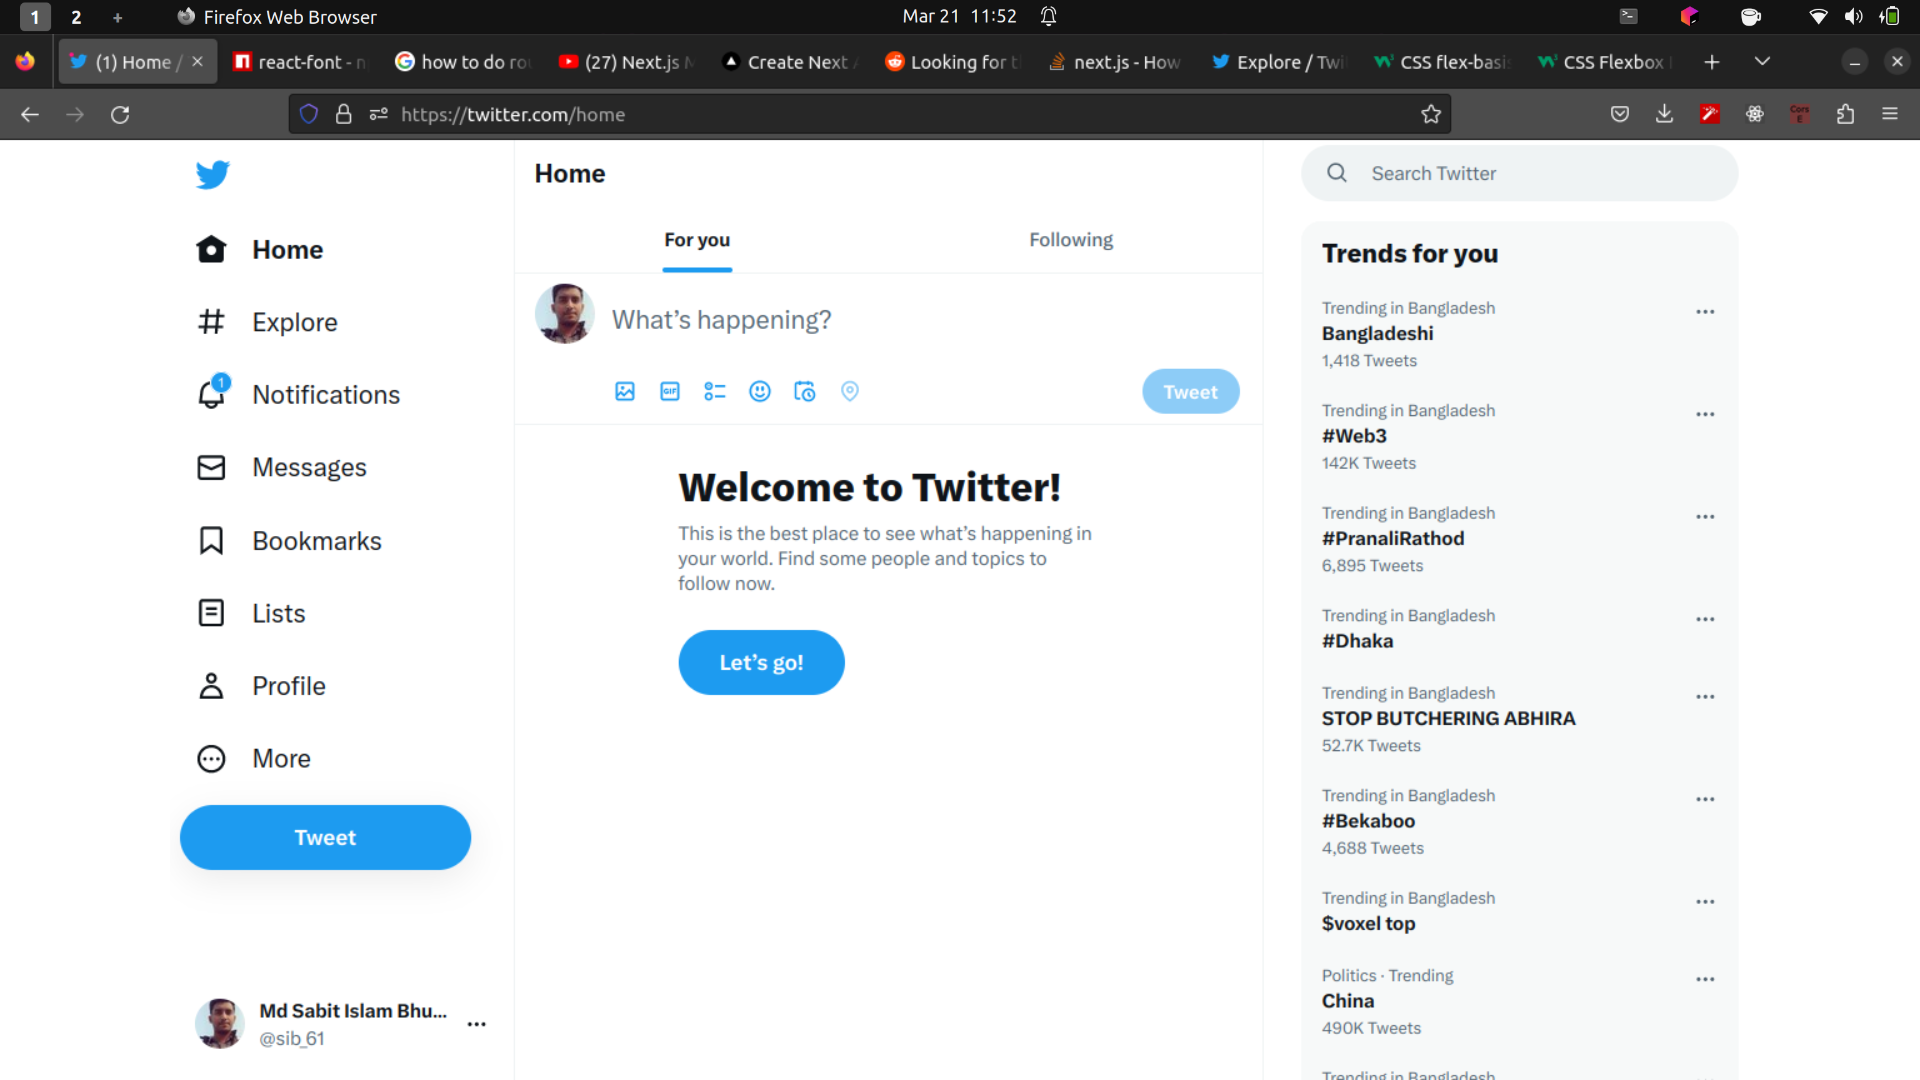 1 2 + Firefox Web Browser Mar 21 11:52
(1) Home / react-font - n how to do rou (27) Next.js M Create Next A Looking for t next.js - How Explore / Twi CSS flex-basi CSS Flexbox
https://twitter.com/home
Cors E
Home
Explore
1
Notifications
Messages
Bookmarks
Lists
Profile
More
Tweet
Md Sabit Islam Bhu...
@sib_61
Home
For you Following
What's happening?
GIF
Tweet
Welcome to Twitter!
This is the best place to see what's happening in
your world. Find some people and topics to
follow now.
Let's go!
Search Twitter
Trends for you
Trending in Bangladesh
Bangladeshi
1,418 Tweets
Trending in Bangladesh
#Web3
142K Tweets
Trending in Bangladesh
#PranaliRathod
6,895 Tweets
Trending in Bangladesh
#Dhaka
Trending in Bangladesh
STOP BUTCHERING ABHIRA
52.7K Tweets
Trending in Bangladesh
#Bekaboo
4,688 Tweets
Trending in Bangladesh
$voxel top
Politics · Trending
China
490K Tweets
Trending in Bangladesh